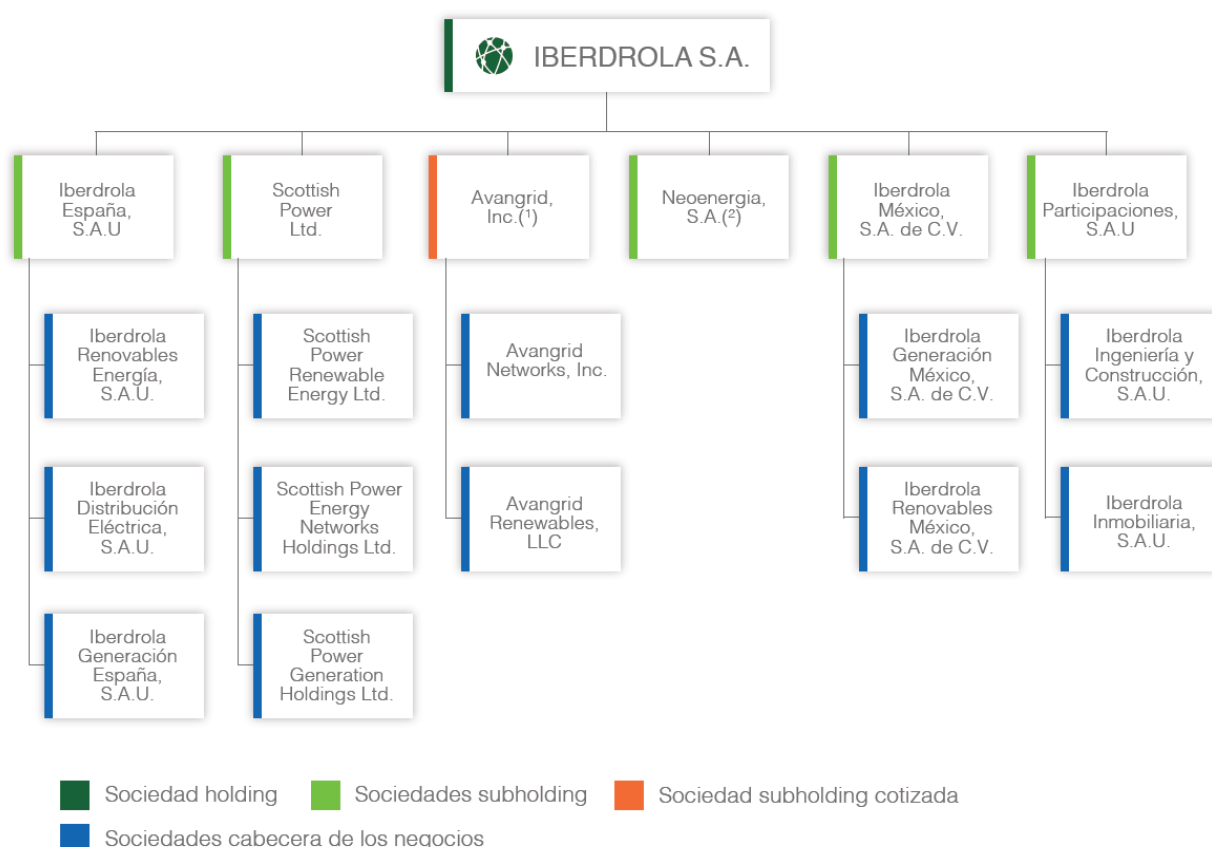 IBERDROLA S.A.
Iberdrola
España,
S.A.U
Scottish
Power
Ltd.
Avangrid,
Inc.(¹)
Neoenergia,
S.A.(²)
Iberdrola
México,
S.A. de C.V.
Iberdrola
Participaciones,
S.A.U
Iberdrola
Renovables
Energía,
S.A.U.
Scottish
Power
Renewable
Energy Ltd.
Avangrid
Networks, Inc.
Iberdrola
Generación
México,
S.A. de C.V.
Iberdrola
Ingeniería y
Construcción,
S.A.U.
Iberdrola
Distribución
Eléctrica,
S.A.U.
Scottish Power
Energy
Networks
Holdings Ltd.
Avangrid
Renewables,
LLC
Iberdrola
Renovables
México,
S.A. de C.V.
Iberdrola
Inmobiliaria,
S.A.U.
Iberdrola
Generación
España,
S.A.U.
Scottish
Power
Generation
Holdings Ltd.
Sociedad holding
Sociedades subholding
Sociedad subholding cotizada
Sociedades cabecera de los negocios